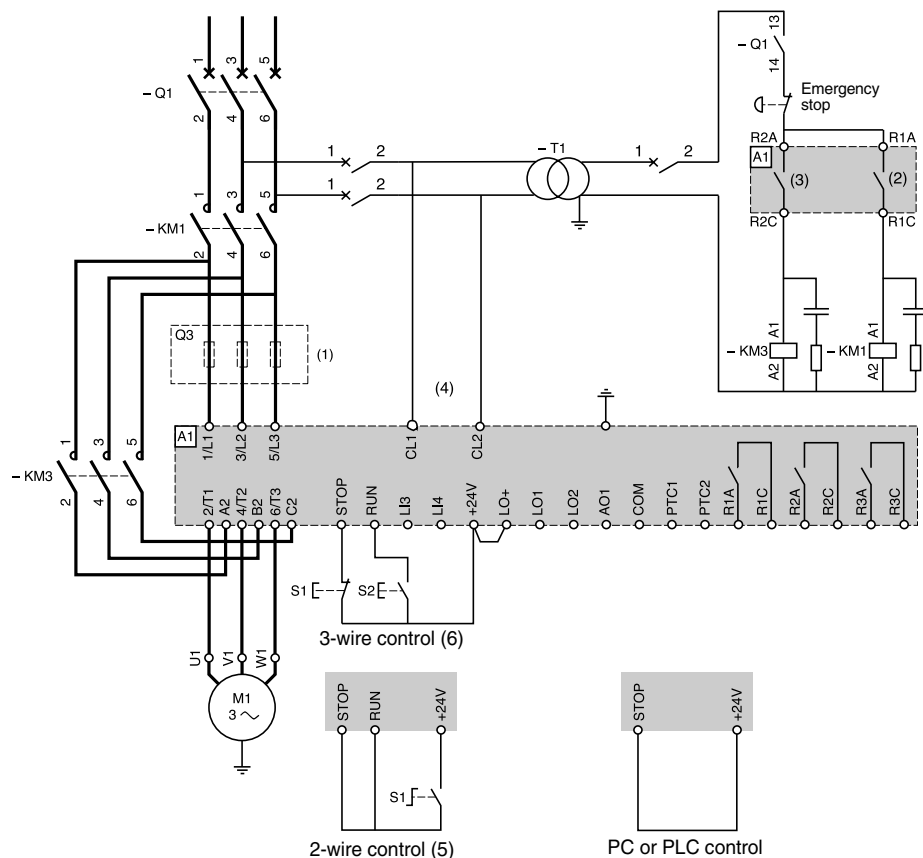 1 3 5
– Q1
2 4 6
1 2
1 2
– T1
1 2
13
– Q1
14
Emergency
stop
R2A R1A
A1
(3) (2)
R2C R1C
1 3 5
– KM1
2 4 6
Q3
(1)
A1 A1
– KM3 – KM1
A2 A2
(4)
A1
1/L1 3/L2 5/L3 CL1 CL2
1 3 5
– KM3
2 4 6
2/T1 A2 4/T2 B2 6/T3 C2 STOP RUN LI3 LI4 +24V LO+ LO1 LO2 AO1 COM PTC1 PTC2 R1A R1C R2A R2C R3A R3C
S1 S2
3-wire control (6)
U1 V1 W1
M1
3
STOP RUN +24V
S1
2-wire control (5)
STOP +24V
PC or PLC control